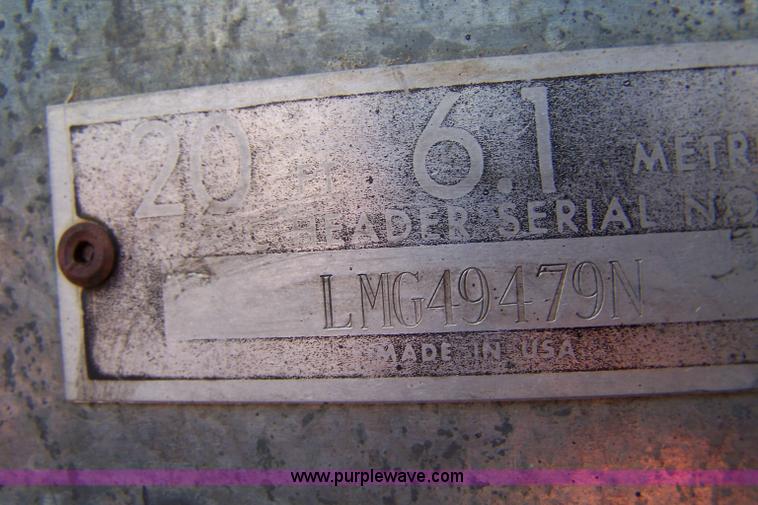 20 FT 6.1 METR
HEADER SERIAL NO
LMG49479N
MADE IN USA
www.purplewave.com